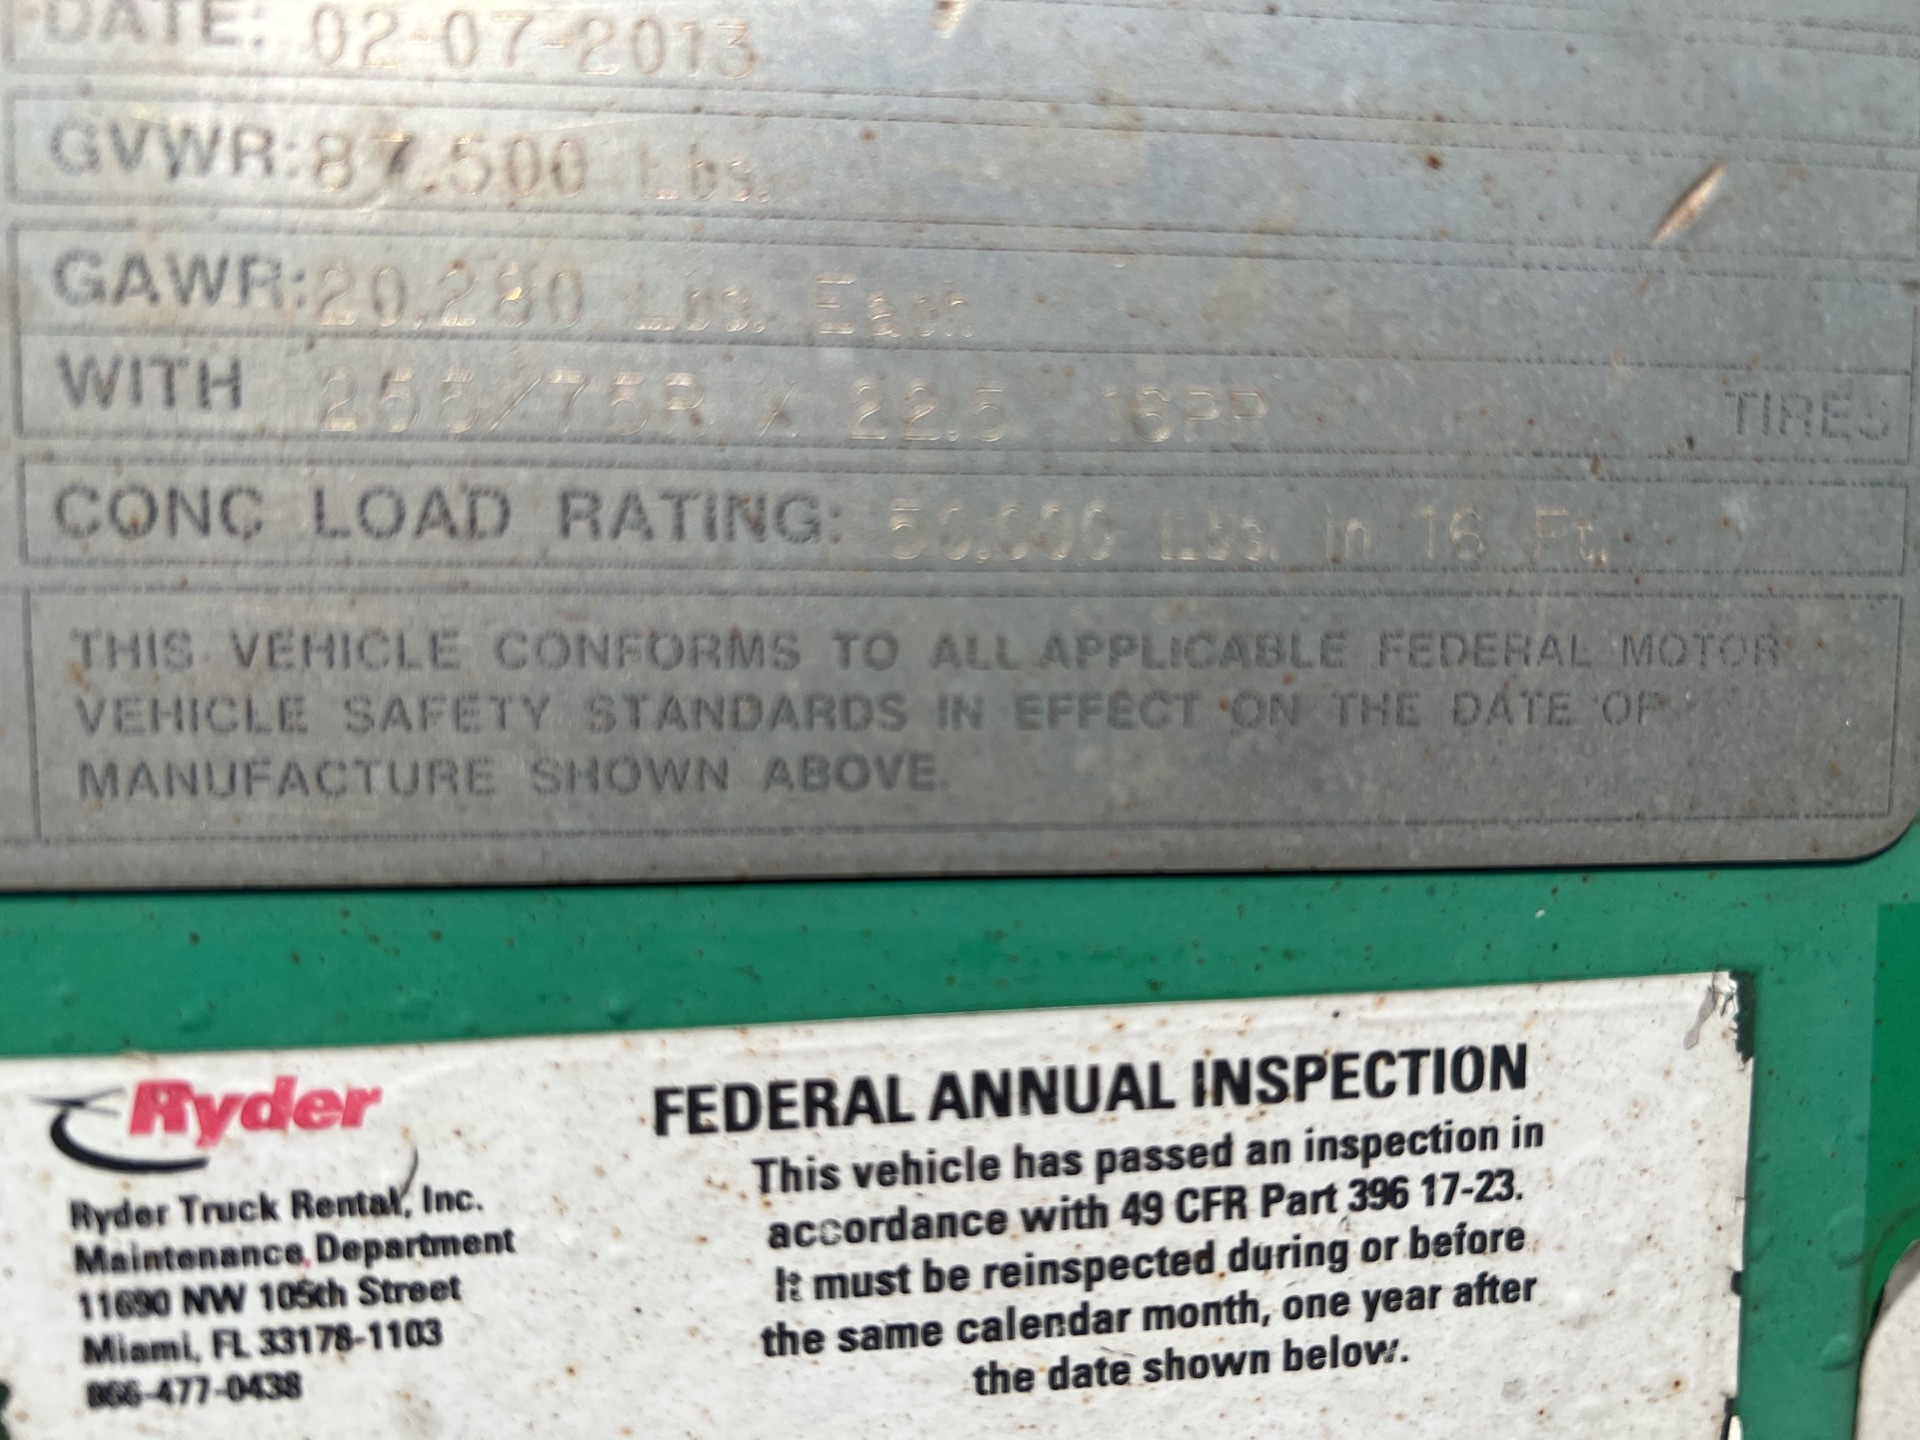 DATE: 02-07-2013
GVWR: 87,500 Lbs.
GAWR: 20,280 Lbs. Each
WITH 255/75R X 22.5 16PR TIRES
CONC LOAD RATING: 50,000 Lbs. in 16 Ft.
THIS VEHICLE CONFORMS TO ALL APPLICABLE FEDERAL MOTOR
VEHICLE SAFETY STANDARDS IN EFFECT ON THE DATE OF
MANUFACTURE SHOWN ABOVE.
Ryder
Ryder Truck Rental, Inc.
Maintenance Department
11690 NW 105th Street
Miami, FL 33178-1103
866-477-0438
FEDERAL ANNUAL INSPECTION
This vehicle has passed an inspection in
accordance with 49 CFR Part 396 17-23.
It must be reinspected during or before
the same calendar month, one year after
the date shown below.